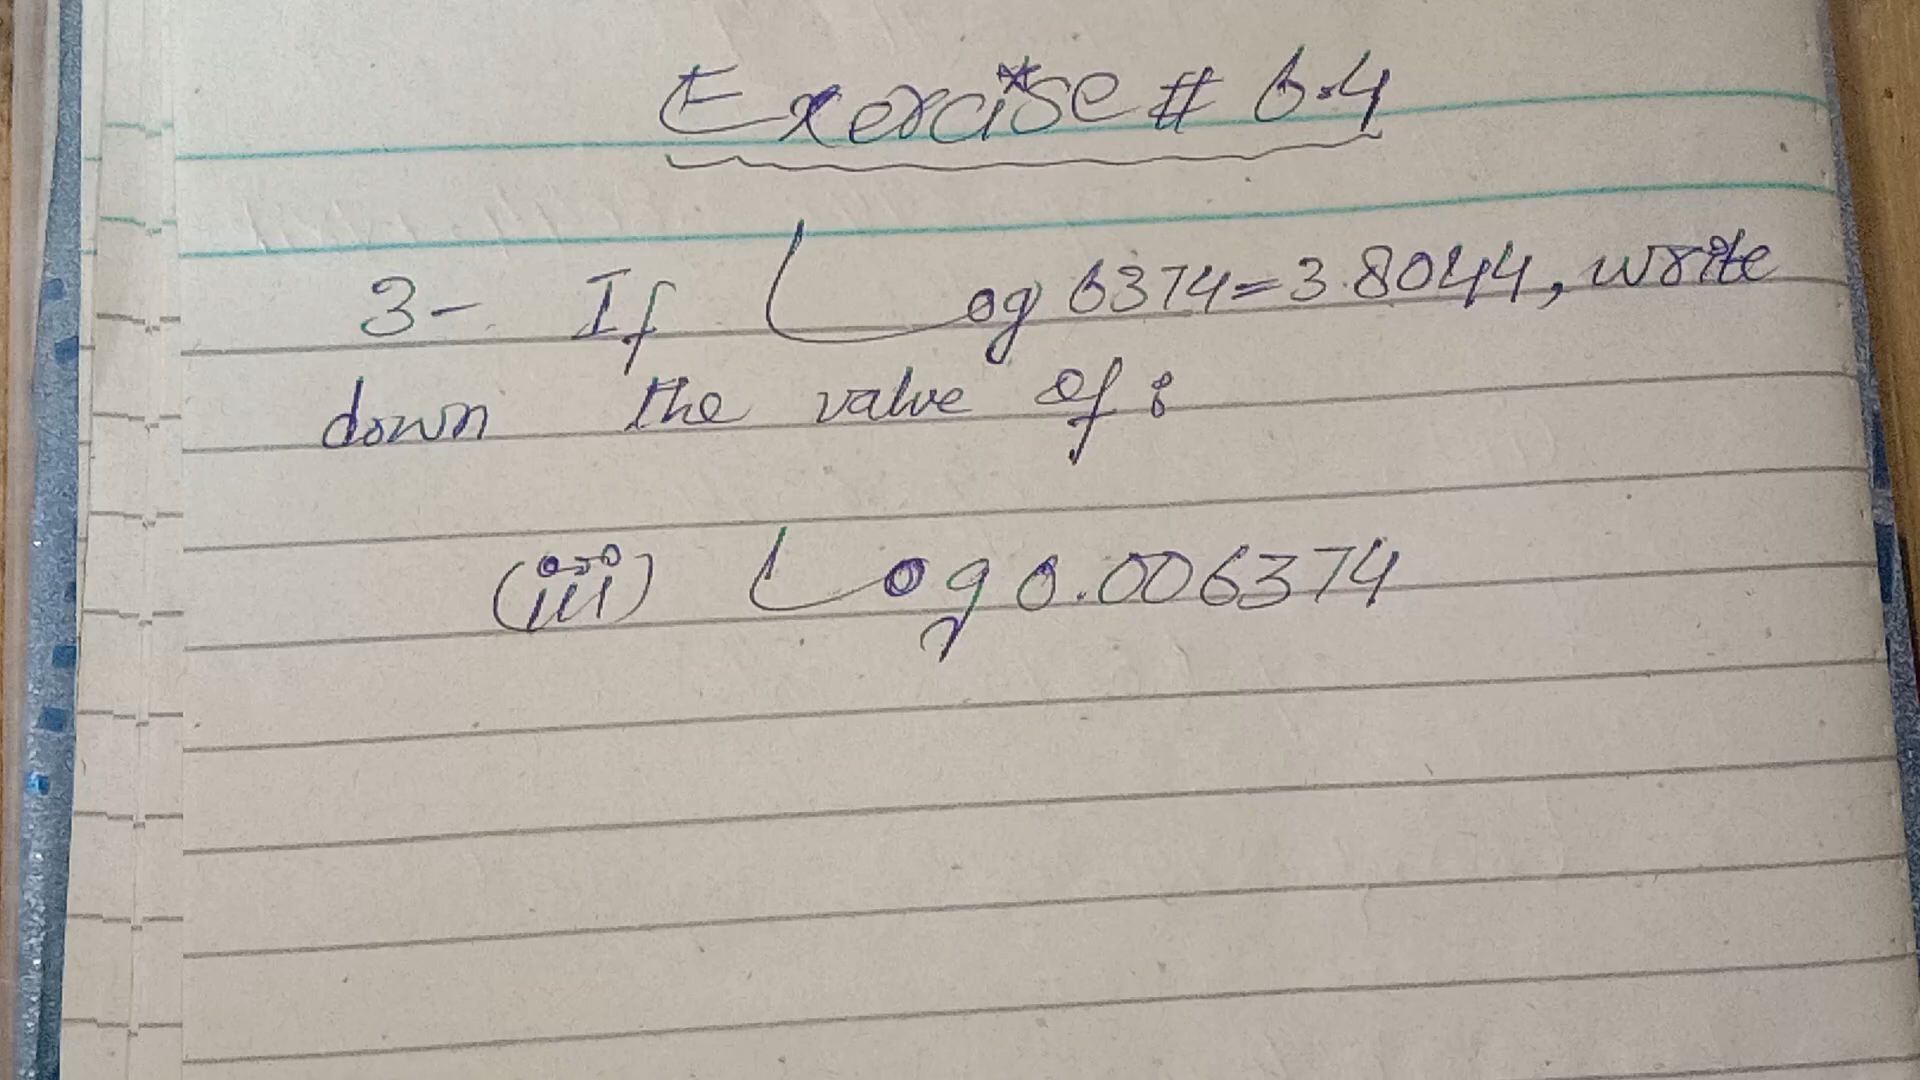 Exercise # 6.4
3- If Log 6374=3.8044, write
down the value of :
(iii) Log 0.006374